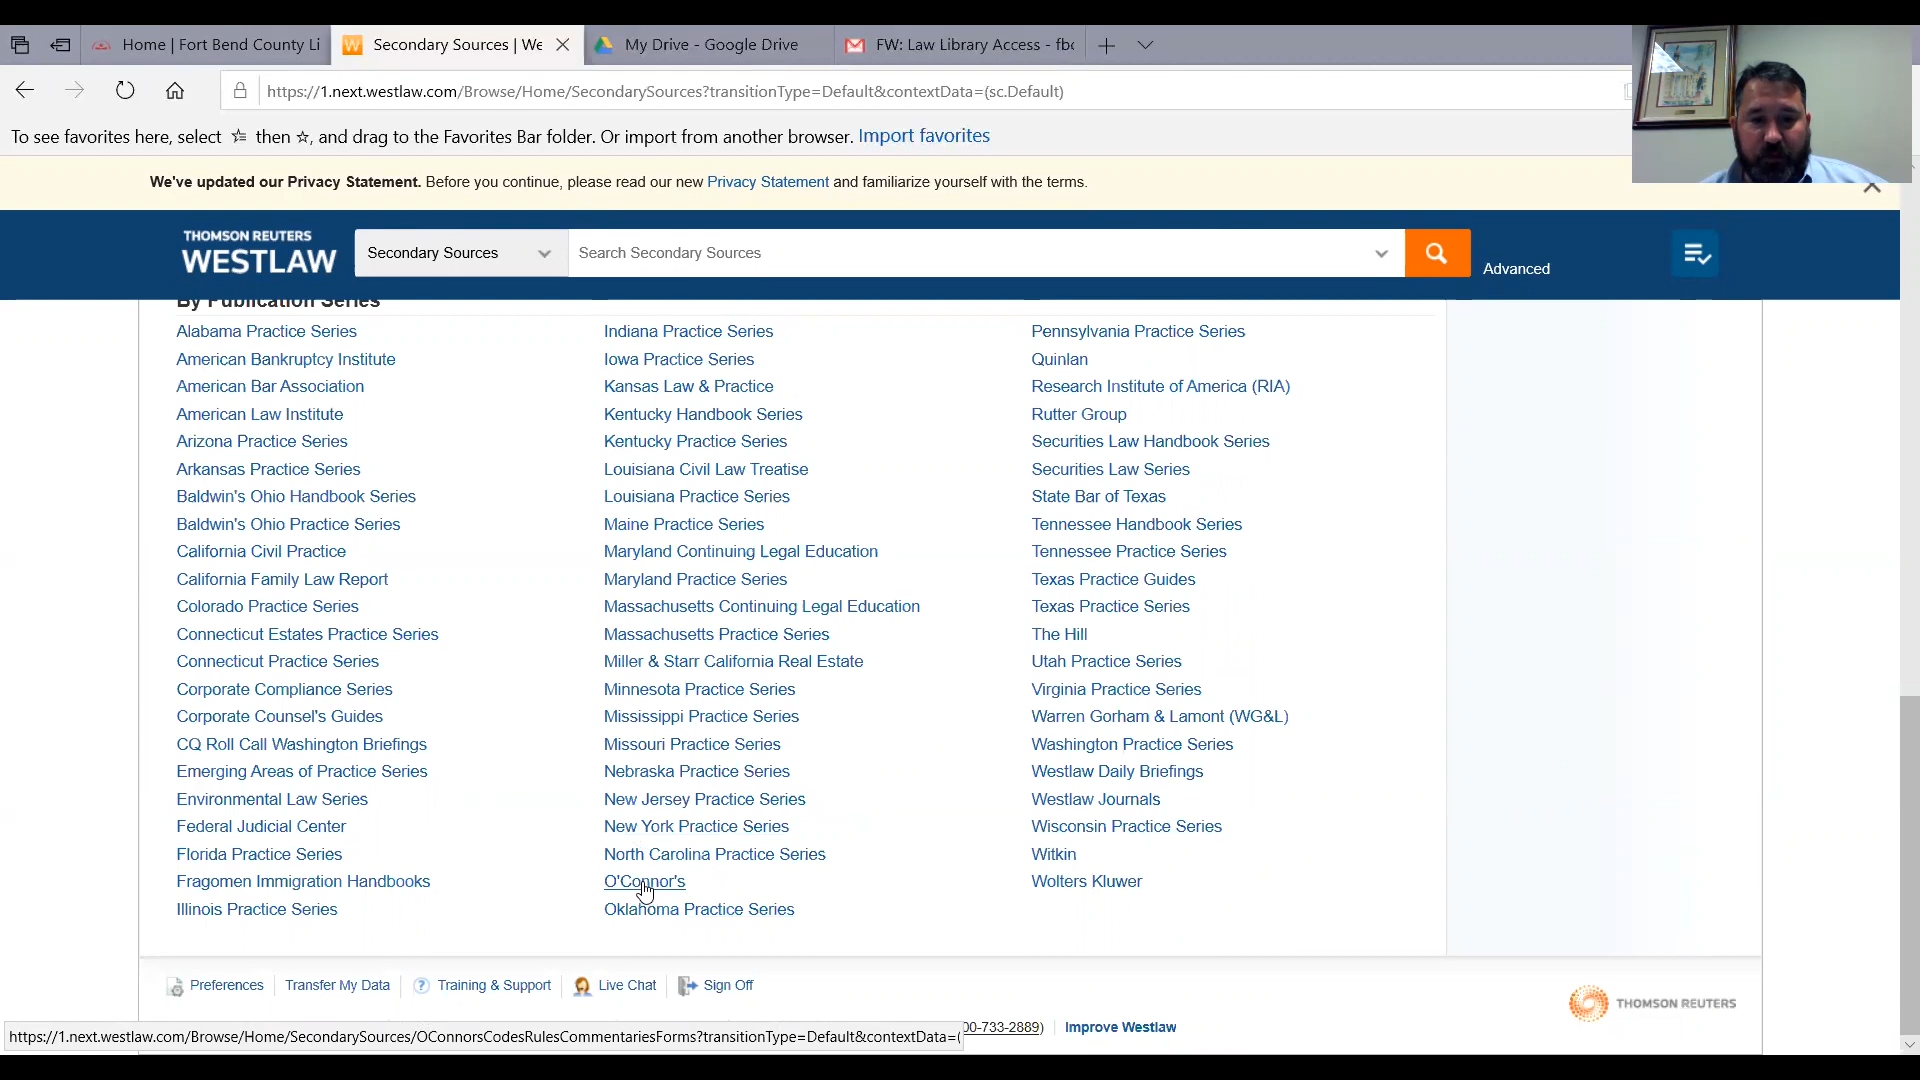 Home | Fort Bend County Li
Secondary Sources | We
My Drive - Google Drive
FW: Law Library Access - fbc
https://1.next.westlaw.com/Browse/Home/SecondarySources?transitionType=Default&contextData=(sc.Default)
To see favorites here, select then , and drag to the Favorites Bar folder. Or import from another browser. Import favorites
We've updated our Privacy Statement. Before you continue, please read our new Privacy Statement and familiarize yourself with the terms.
THOMSON REUTERS
WESTLAW
Secondary Sources
Search Secondary Sources
Advanced
By Publication Series
Alabama Practice Series
American Bankruptcy Institute
American Bar Association
American Law Institute
Arizona Practice Series
Arkansas Practice Series
Baldwin's Ohio Handbook Series
Baldwin's Ohio Practice Series
California Civil Practice
California Family Law Report
Colorado Practice Series
Connecticut Estates Practice Series
Connecticut Practice Series
Corporate Compliance Series
Corporate Counsel's Guides
CQ Roll Call Washington Briefings
Emerging Areas of Practice Series
Environmental Law Series
Federal Judicial Center
Florida Practice Series
Fragomen Immigration Handbooks
Illinois Practice Series
Indiana Practice Series
Iowa Practice Series
Kansas Law & Practice
Kentucky Handbook Series
Kentucky Practice Series
Louisiana Civil Law Treatise
Louisiana Practice Series
Maine Practice Series
Maryland Continuing Legal Education
Maryland Practice Series
Massachusetts Continuing Legal Education
Massachusetts Practice Series
Miller & Starr California Real Estate
Minnesota Practice Series
Mississippi Practice Series
Missouri Practice Series
Nebraska Practice Series
New Jersey Practice Series
New York Practice Series
North Carolina Practice Series
O'Connor's
Oklahoma Practice Series
Pennsylvania Practice Series
Quinlan
Research Institute of America (RIA)
Rutter Group
Securities Law Handbook Series
Securities Law Series
State Bar of Texas
Tennessee Handbook Series
Tennessee Practice Series
Texas Practice Guides
Texas Practice Series
The Hill
Utah Practice Series
Virginia Practice Series
Warren Gorham & Lamont (WG&L)
Washington Practice Series
Westlaw Daily Briefings
Westlaw Journals
Wisconsin Practice Series
Witkin
Wolters Kluwer
Preferences
Transfer My Data
Training & Support
Live Chat
Sign Off
THOMSON REUTERS
00-733-2889)
Improve Westlaw
https://1.next.westlaw.com/Browse/Home/SecondarySources/OConnorsCodesRulesCommentariesForms?transitionType=Default&contextData=(